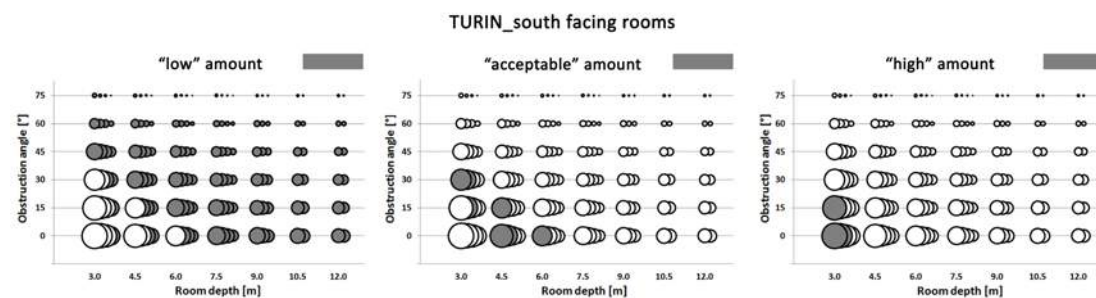 TURIN_south facing rooms
“low” amount
Obstruction angle [°]
75
60
45
30
15
0
3.0 4.5 6.0 7.5 9.0 10.5 12.0
Room depth [m]
“acceptable” amount
Obstruction angle [°]
75
60
45
30
15
0
3.0 4.5 6.0 7.5 9.0 10.5 12.0
Room depth [m]
“high” amount
Obstruction angle [°]
75
60
45
30
15
0
3.0 4.5 6.0 7.5 9.0 10.5 12.0
Room depth [m]